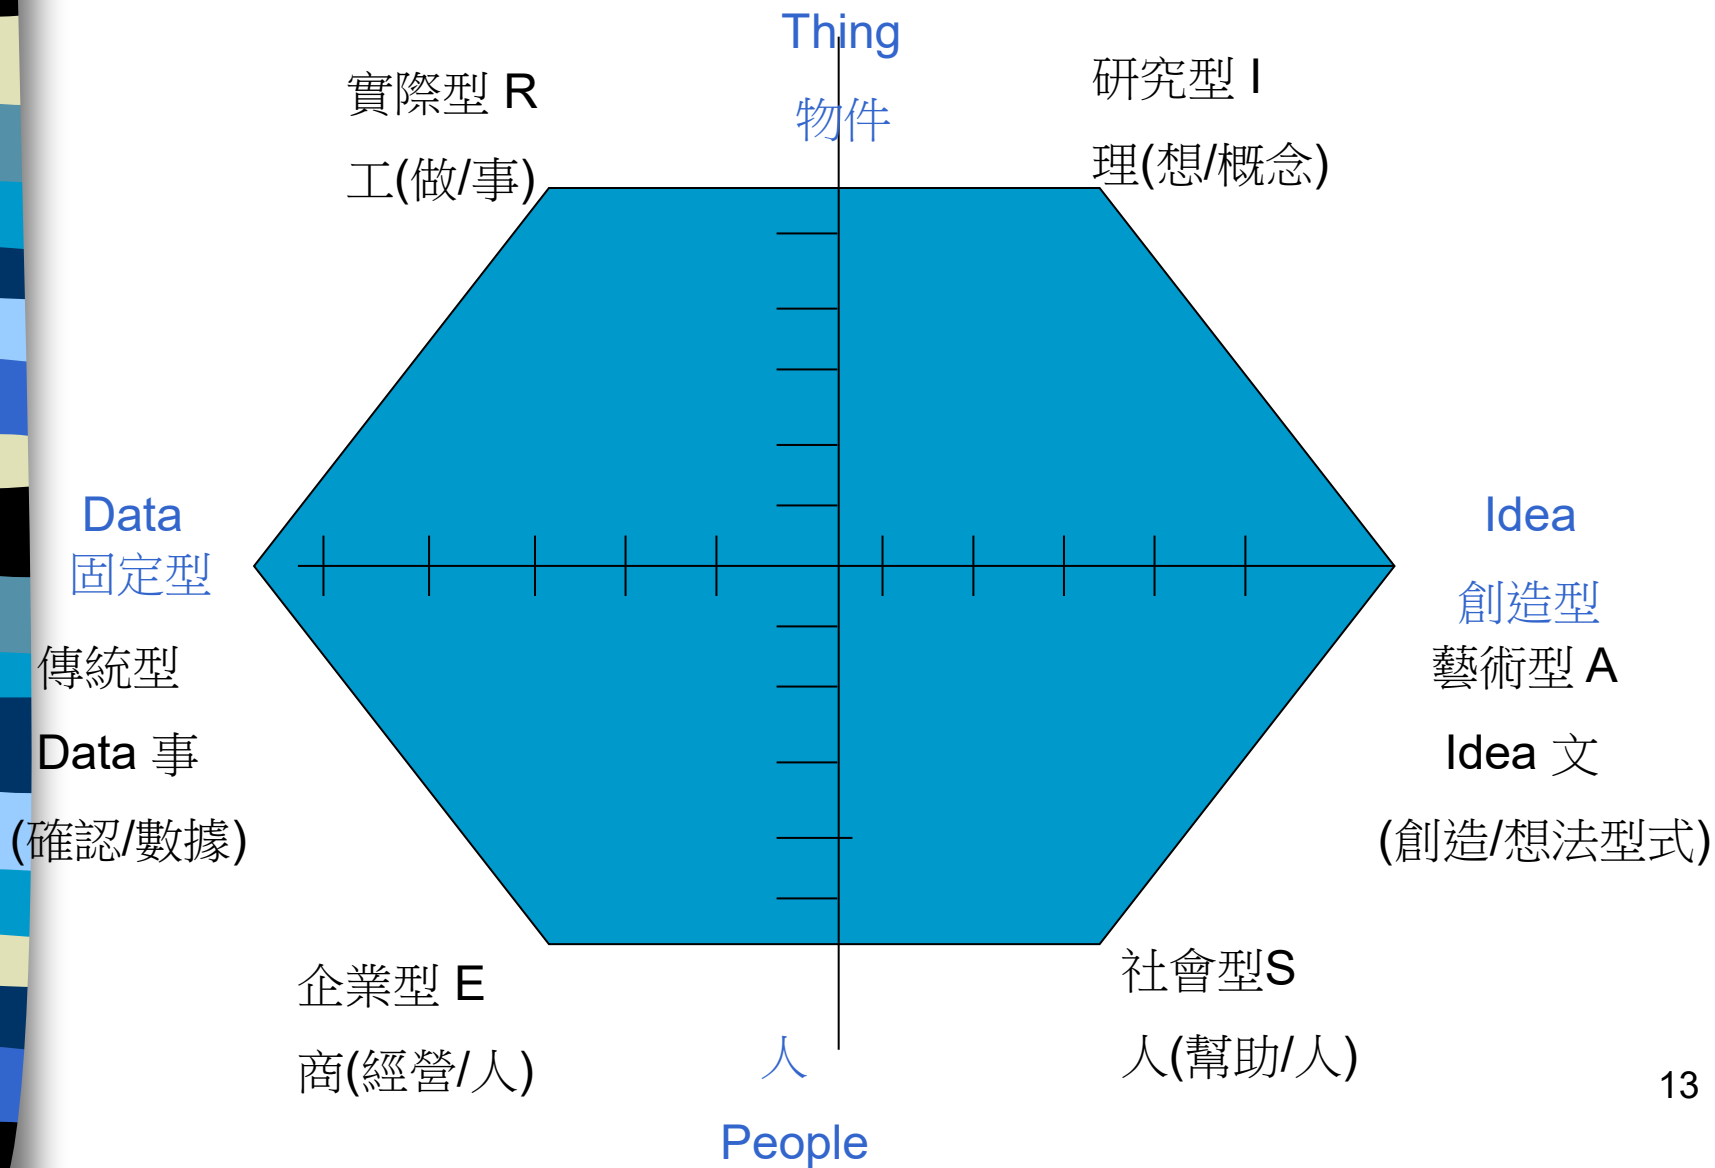 Thing
物件
實際型 R
工(做/事)
研究型 I
理(想/概念)
Data
固定型
傳統型
Data 事
(確認/數據)
Idea
創造型
藝術型 A
Idea 文
(創造/想法型式)
企業型 E
商(經營/人)
社會型S
人(幫助/人)
人
People
13